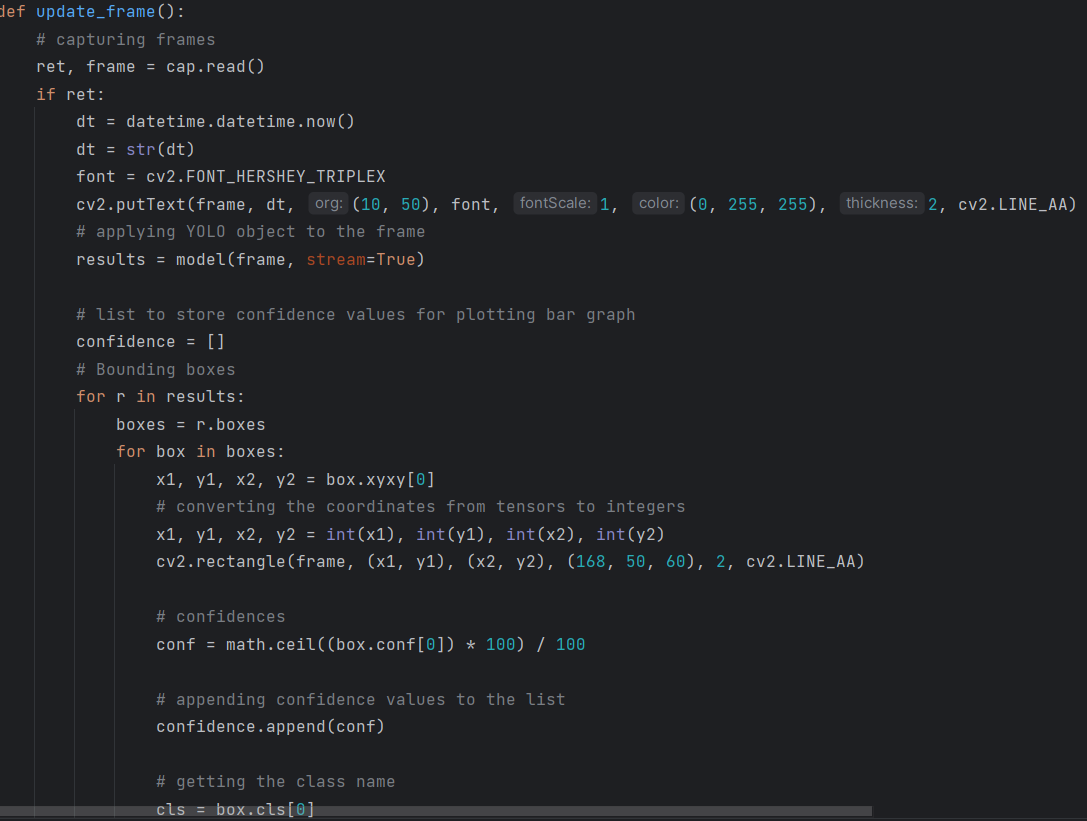 def update_frame():
    # capturing frames
    ret, frame = cap.read()
    if ret:
        dt = datetime.datetime.now()
        dt = str(dt)
        font = cv2.FONT_HERSHEY_TRIPLEX
        cv2.putText(frame, dt, org: (10, 50), font, fontScale: 1, color: (0, 255, 255), thickness: 2, cv2.LINE_AA)
        # applying YOLO object to the frame
        results = model(frame, stream=True)

        # list to store confidence values for plotting bar graph
        confidence = []
        # Bounding boxes
        for r in results:
            boxes = r.boxes
            for box in boxes:
                x1, y1, x2, y2 = box.xyxy[0]
                # converting the coordinates from tensors to integers
                x1, y1, x2, y2 = int(x1), int(y1), int(x2), int(y2)
                cv2.rectangle(frame, (x1, y1), (x2, y2), (168, 50, 60), 2, cv2.LINE_AA)

                # confidences
                conf = math.ceil((box.conf[0]) * 100) / 100

                # appending confidence values to the list
                confidence.append(conf)

                # getting the class name
                cls = box.cls[0]